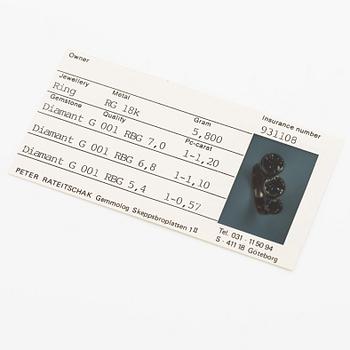 Owner
Jewellery Metal Gram Insurance number
Ring RG 18k 5,800 931108
Gemstone Quality Pc-carat
Diamant G 001 RBG 7,0 1-1,20
Diamant G 001 RBG 6,8 1-1,10
Diamant G 001 RBG 5,4 1-0,57
PETER RATEITSCHAK Gemmolog Skeppsbroplatsen 1 II
Tel. 031 - 11 50 94
S - 411 18 Göteborg